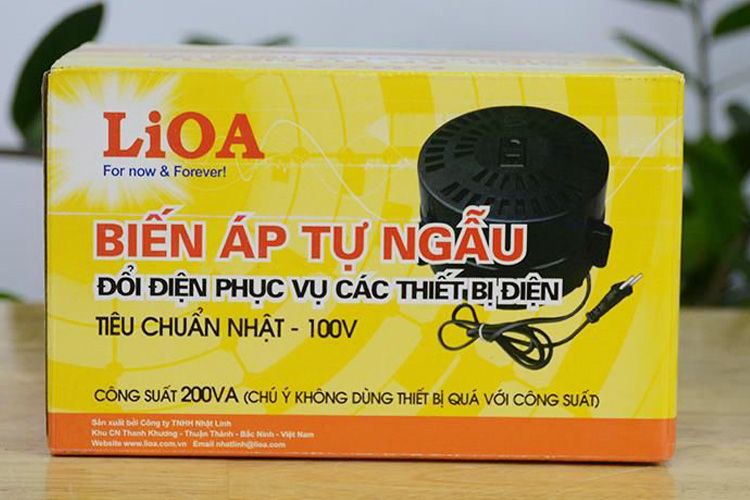 LiOA
For now & Forever!
BIẾN ÁP TỰ NGẪU
ĐỔI ĐIỆN PHỤC VỤ CÁC THIẾT BỊ ĐIỆN
TIÊU CHUẨN NHẬT - 100V
CÔNG SUẤT 200VA (CHÚ Ý KHÔNG DÙNG THIẾT BỊ QUÁ VỚI CÔNG SUẤT)
Sản xuất bởi Công ty TNHH Nhật Linh
Khu CN Thanh Khương - Thuận Thành - Bắc Ninh - Việt Nam
Website www.lioa.com.vn Email nhatlinh@lioa.com